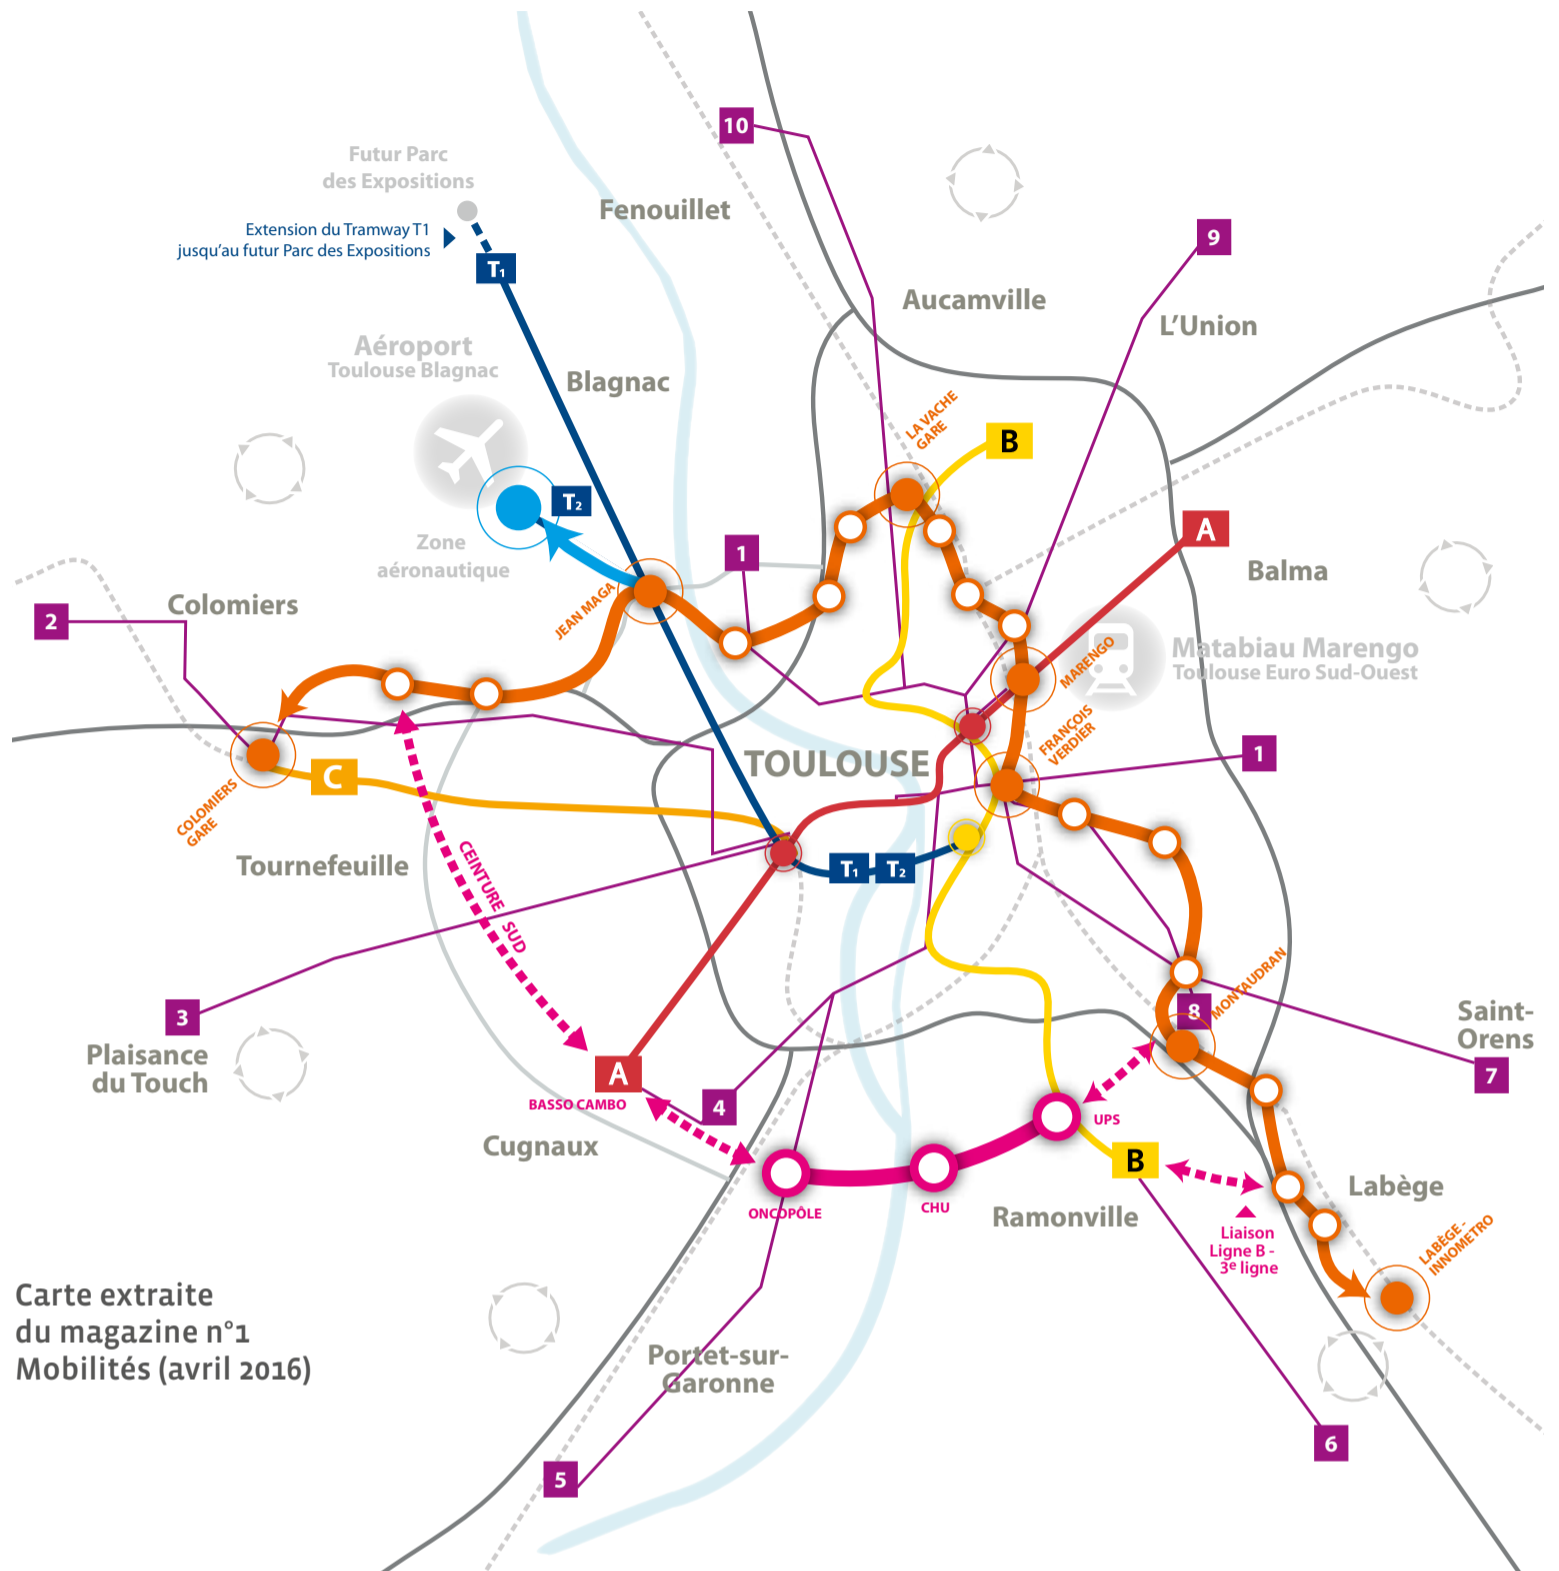 10
Futur Parc
des Expositions
Fenouillet
Extension du Tramway T1
jusqu'au futur Parc des Expositions
9
T1
Aucamville
L'Union
Aéroport
Toulouse Blagnac
Blagnac
LA VACHE
GARE
B
T2
A
Zone
aéronautique
1
Balma
Colomiers
JEAN MAGA
2
MARENGO
Matabiau Marengo
Toulouse Euro Sud-Ouest
FRANÇOIS
VERDIER
TOULOUSE
1
C
COLOMIERS
GARE
CEINTURE SUD
Tournefeuille
T1
T2
MONTAUDRAN
3
8
Saint-
Orens
Plaisance
du Touch
A
7
BASSO CAMBO
4
UPS
Cugnaux
B
Labège
ONCOPÔLE
CHU
Ramonville
Liaison
Ligne B -
3e ligne
LABÈGE -
INNOMETRO
Carte extraite
du magazine n°1
Mobilités (avril 2016)
Portet-sur-
Garonne
6
5